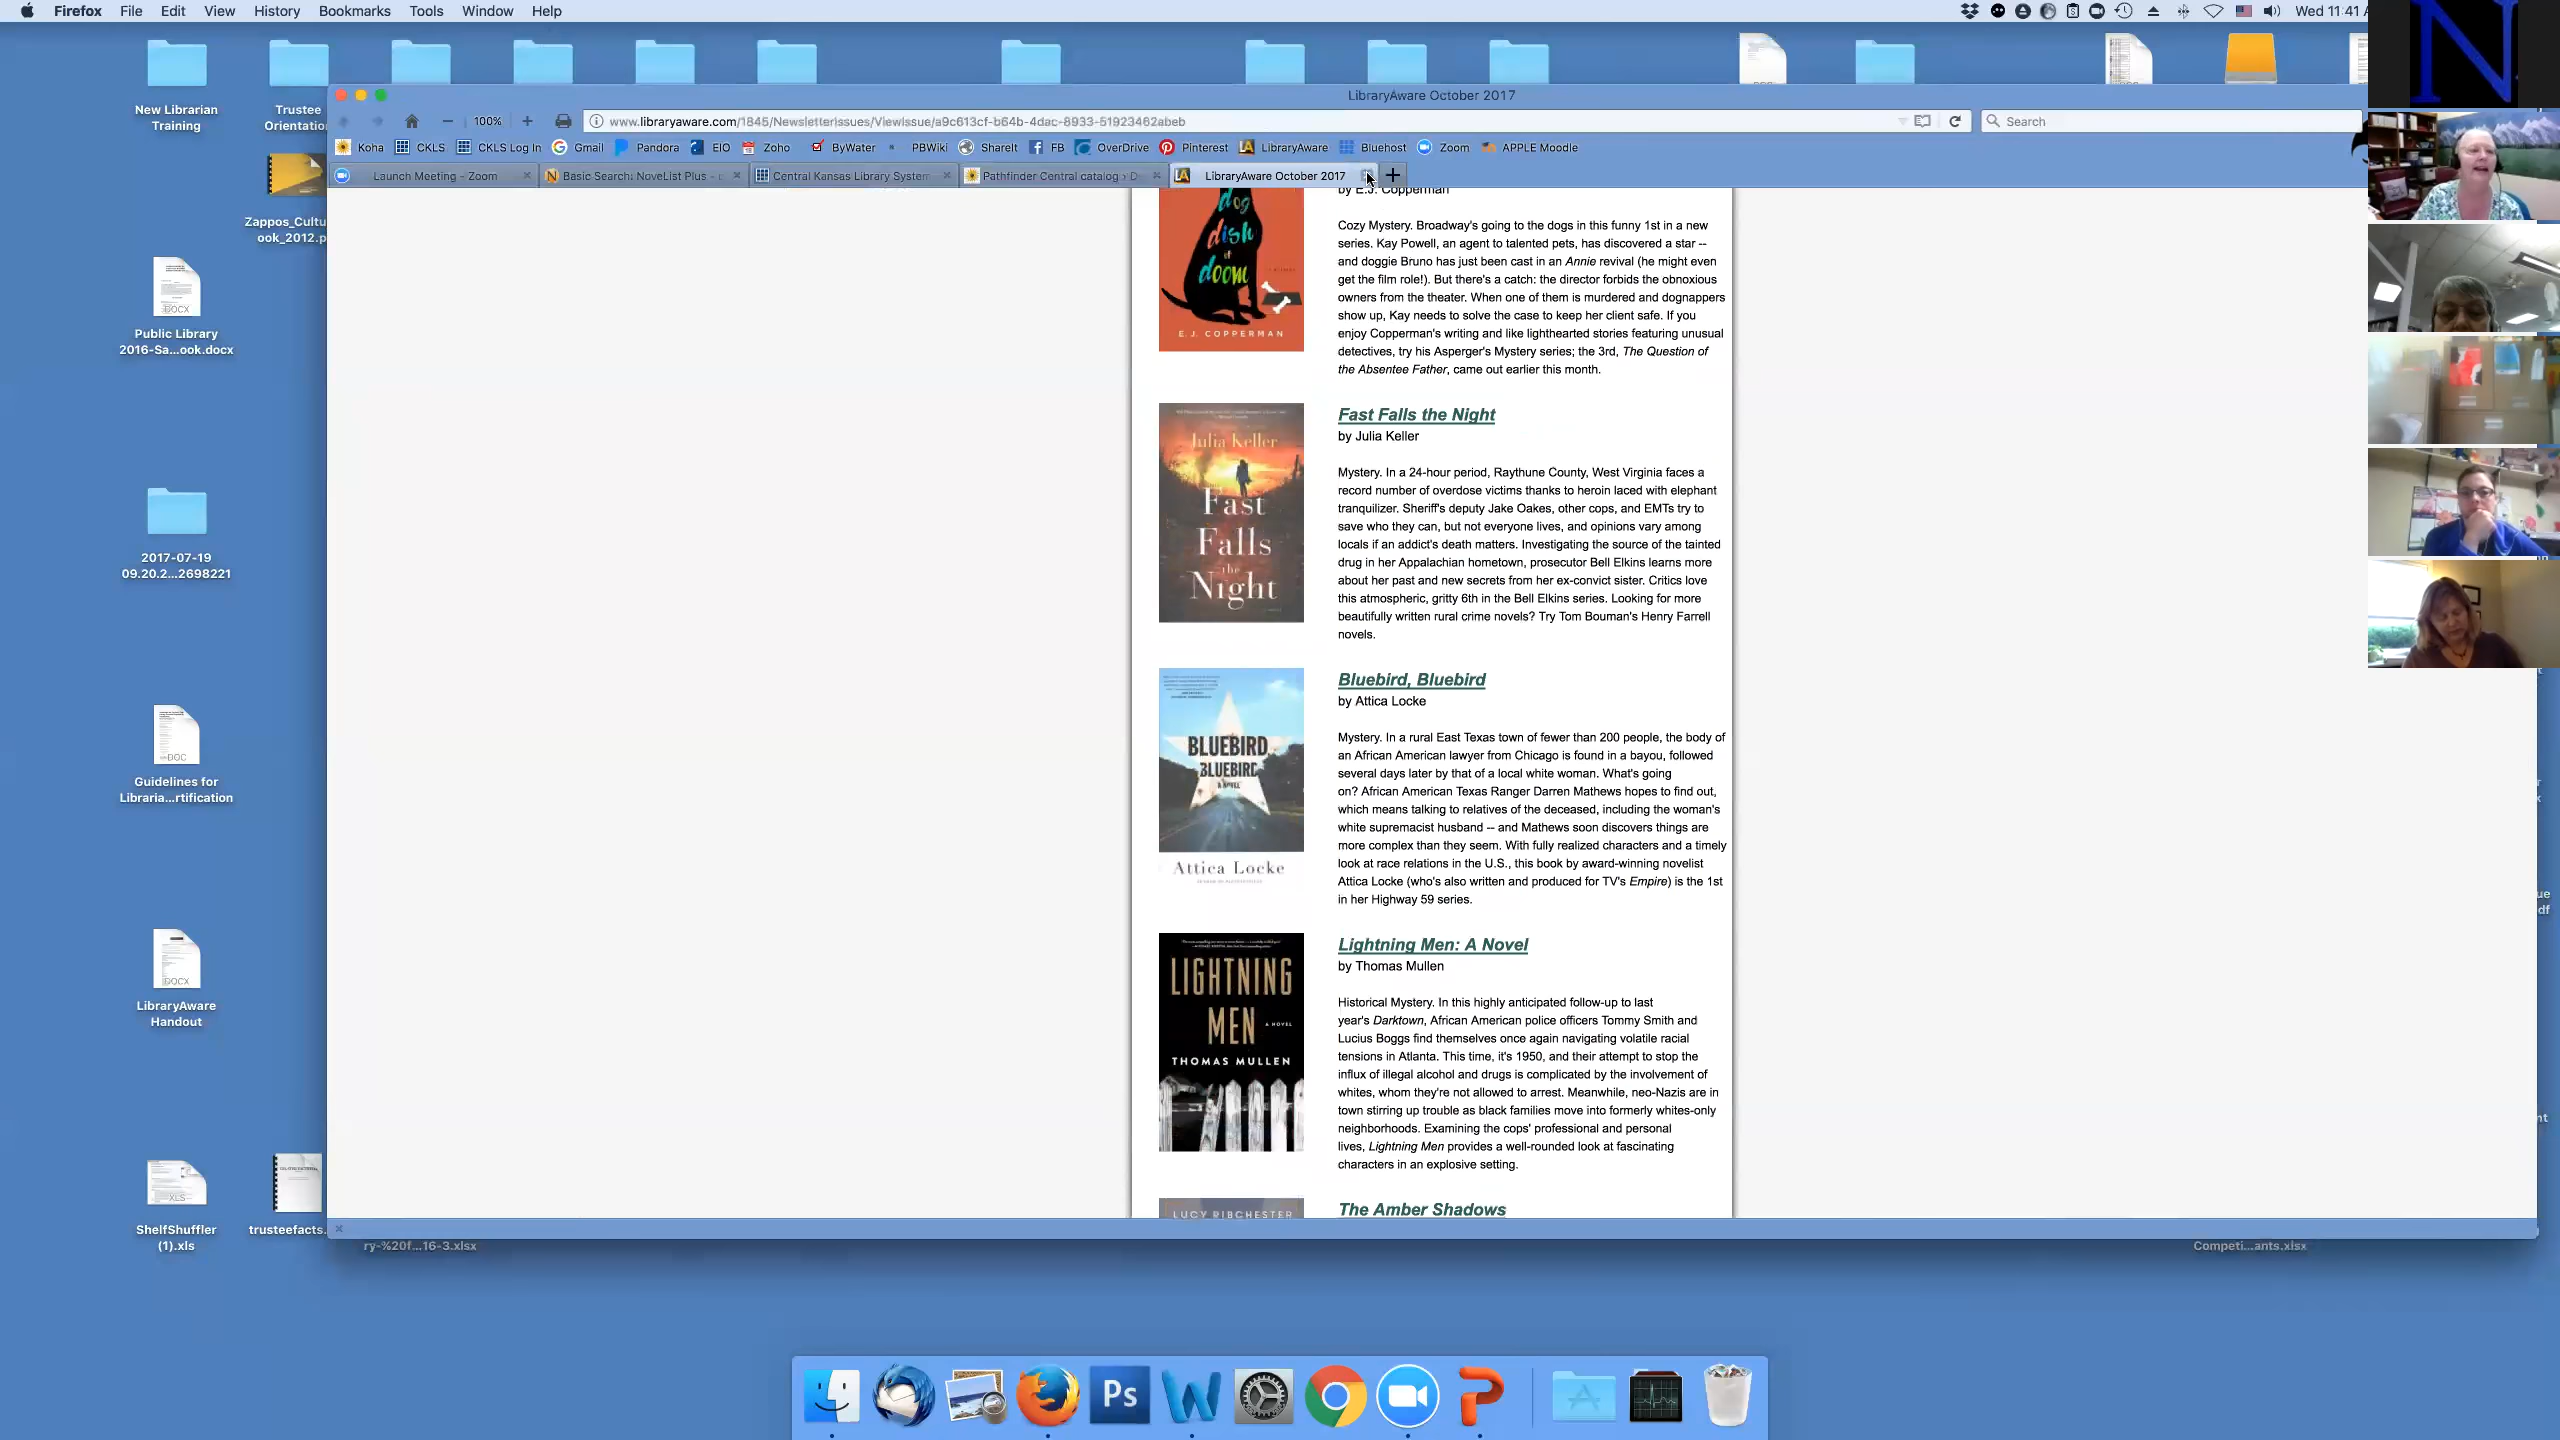 Firefox File Edit View History Bookmarks Tools Window Help
Wed 11:41 A
N
New Librarian
Training
Trustee
Orientation
Zappos_Cultu
ook_2012.p
DOCX
Public Library
2016-Sa...ook.docx
2017-07-19
09.20.2...2698221
DOC
Guidelines for
Libraria...rtification
DOCX
LibraryAware
Handout
XLS
ShelfShuffler
(1).xls
trusteefacts.
DOC
LibraryAware October 2017
100%
www.libraryaware.com/1845/NewsletterIssues/ViewIssue/a9c613cf-b64b-4dac-8933-51923462abeb
Search
Koha CKLS CKLS Log In Gmail Pandora EIO Zoho ByWater PBWiki ShareIt FB OverDrive Pinterest LibraryAware Bluehost Zoom APPLE Moodle
Launch Meeting - Zoom
Basic Search: NoveList Plus -
Central Kansas Library System
Pathfinder Central catalog › D
LibraryAware October 2017
by E.J. Copperman
dog
dish
of
doom
E.J. COPPERMAN
Cozy Mystery. Broadway's going to the dogs in this funny 1st in a new
series. Kay Powell, an agent to talented pets, has discovered a star --
and doggie Bruno has just been cast in an Annie revival (he might even
get the film role!). But there's a catch: the director forbids the obnoxious
owners from the theater. When one of them is murdered and dognappers
show up, Kay needs to solve the case to keep her client safe. If you
enjoy Copperman's writing and like lighthearted stories featuring unusual
detectives, try his Asperger's Mystery series; the 3rd, The Question of
the Absentee Father, came out earlier this month.
Julia Keller
Fast
Falls
the
Night
Fast Falls the Night
by Julia Keller
Mystery. In a 24-hour period, Raythune County, West Virginia faces a
record number of overdose victims thanks to heroin laced with elephant
tranquilizer. Sheriff's deputy Jake Oakes, other cops, and EMTs try to
save who they can, but not everyone lives, and opinions vary among
locals if an addict's death matters. Investigating the source of the tainted
drug in her Appalachian hometown, prosecutor Bell Elkins learns more
about her past and new secrets from her ex-convict sister. Critics love
this atmospheric, gritty 6th in the Bell Elkins series. Looking for more
beautifully written rural crime novels? Try Tom Bouman's Henry Farrell
novels.
BLUEBIRD,
BLUEBIRD
A NOVEL
Attica Locke
Bluebird, Bluebird
by Attica Locke
Mystery. In a rural East Texas town of fewer than 200 people, the body of
an African American lawyer from Chicago is found in a bayou, followed
several days later by that of a local white woman. What's going
on? African American Texas Ranger Darren Mathews hopes to find out,
which means talking to relatives of the deceased, including the woman's
white supremacist husband -- and Mathews soon discovers things are
more complex than they seem. With fully realized characters and a timely
look at race relations in the U.S., this book by award-winning novelist
Attica Locke (who's also written and produced for TV's Empire) is the 1st
in her Highway 59 series.
LIGHTNING
MEN
A NOVEL
THOMAS MULLEN
Lightning Men: A Novel
by Thomas Mullen
Historical Mystery. In this highly anticipated follow-up to last
year's Darktown, African American police officers Tommy Smith and
Lucius Boggs find themselves once again navigating volatile racial
tensions in Atlanta. This time, it's 1950, and their attempt to stop the
influx of illegal alcohol and drugs is complicated by the involvement of
whites, whom they're not allowed to arrest. Meanwhile, neo-Nazis are in
town stirring up trouble as black families move into formerly whites-only
neighborhoods. Examining the cops' professional and personal
lives, Lightning Men provides a well-rounded look at fascinating
characters in an explosive setting.
LUCY RIBCHESTER
The Amber Shadows
ry-%20f...16-3.xlsx
Competi...ants.xlsx
ue
df
nt
Ps